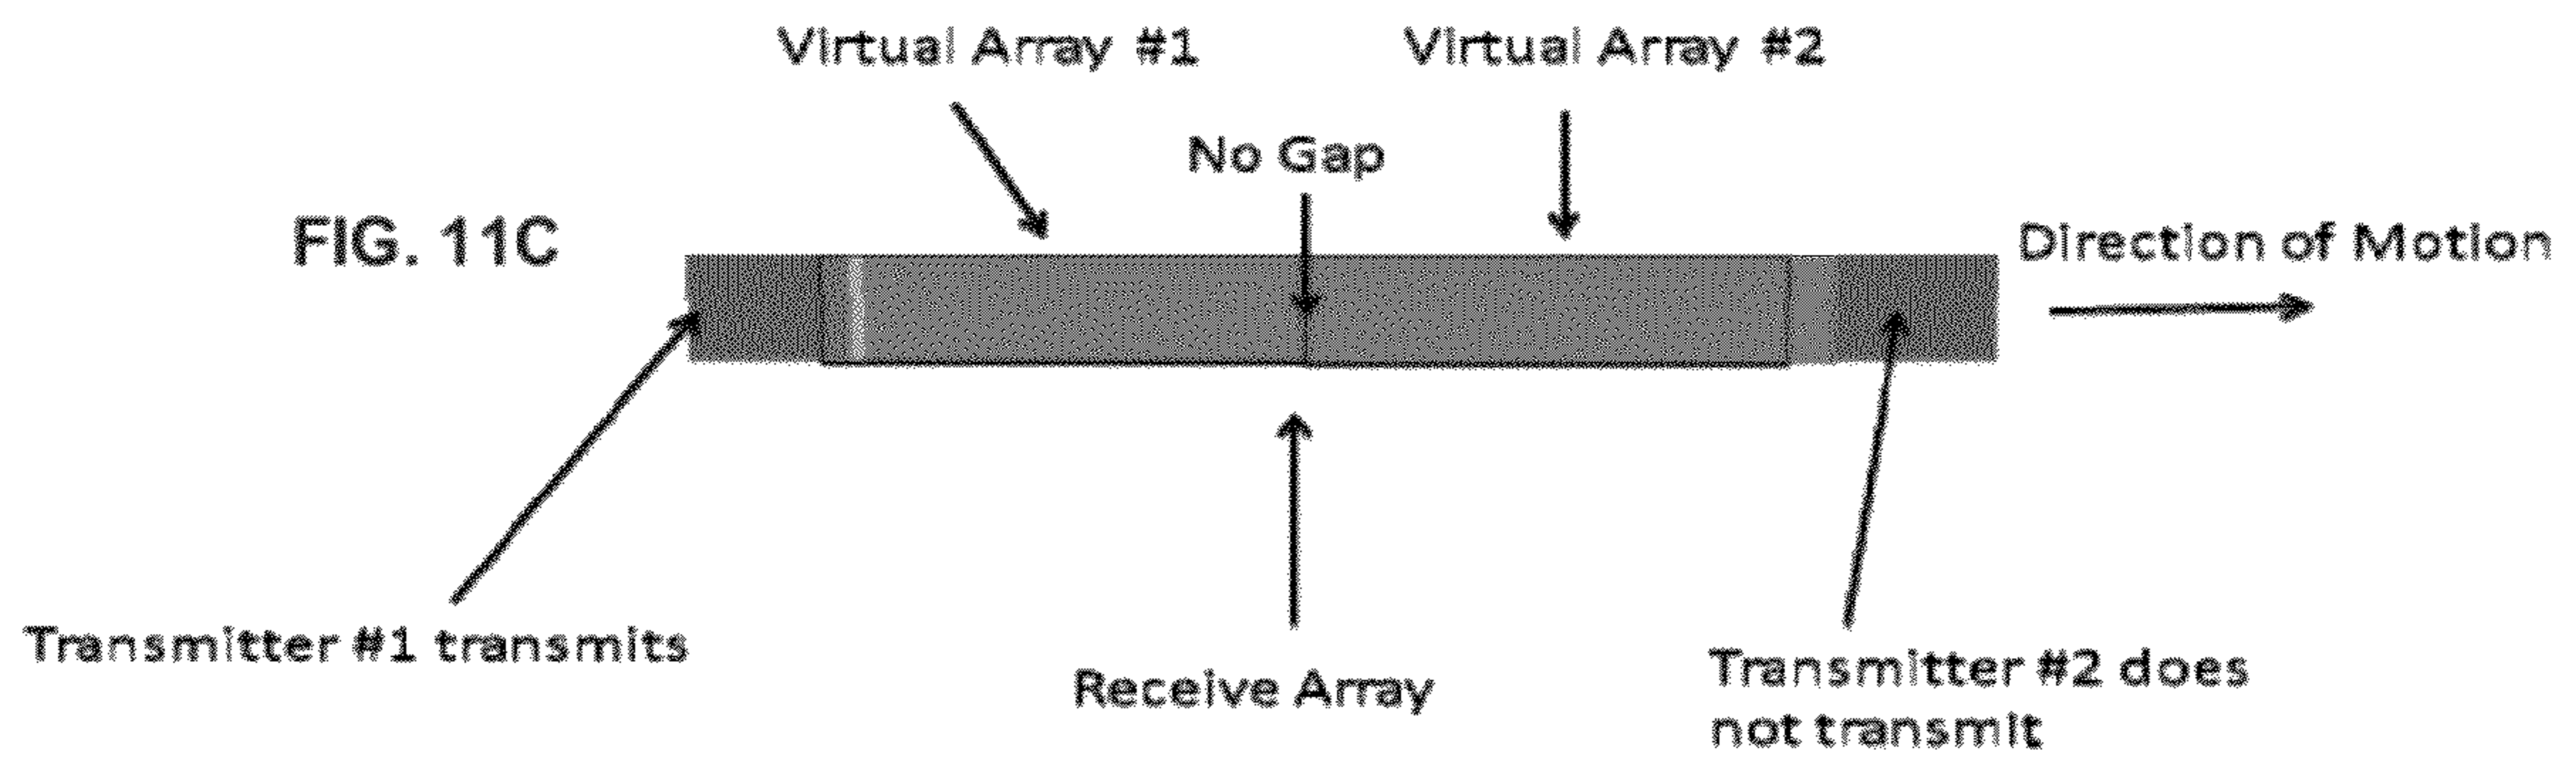 Virtual Array #1
Virtual Array #2
No Gap
FIG. 11C
Direction of Motion
Transmitter #1 transmits
Receive Array
Transmitter #2 does
not transmit